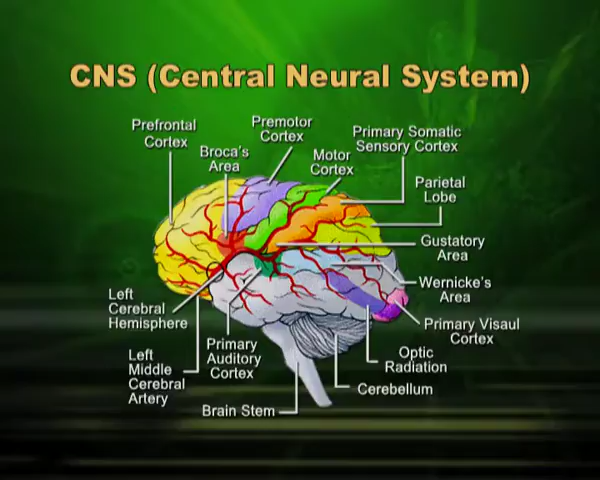 CNS (Central Neural System)
Prefrontal
Cortex
Broca's
Area
Premotor
Cortex
Motor
Cortex
Primary Somatic
Sensory Cortex
Parietal
Lobe
Gustatory
Area
Wernicke's
Area
Primary Visaul
Cortex
Optic
Radiation
Cerebellum
Left
Cerebral
Hemisphere
Left
Middle
Cerebral
Artery
Primary
Auditory
Cortex
Brain Stem